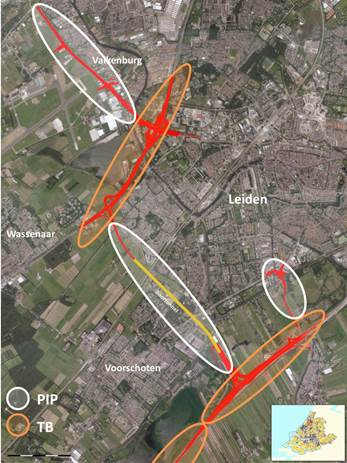 Valkenburg
Leiden
Wassenaar
Voorschoten
PIP
TB